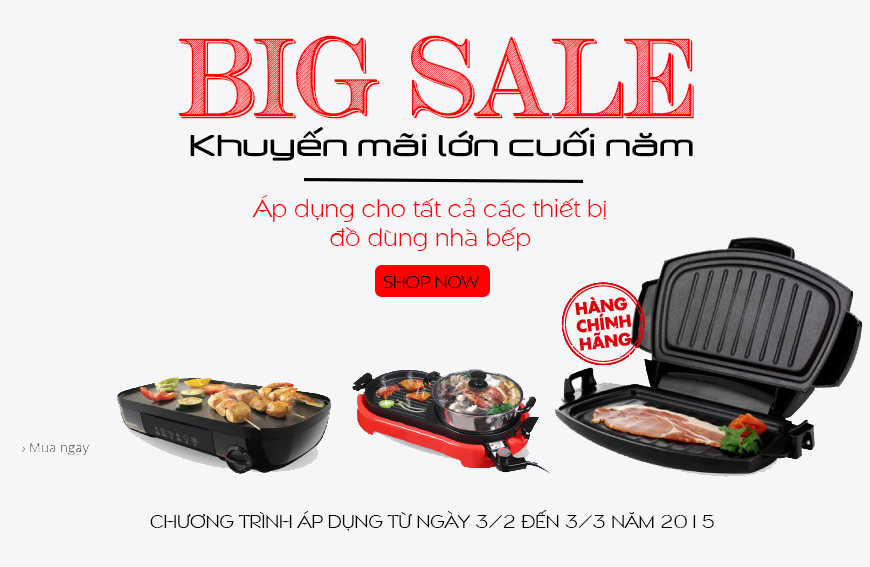 BIG SALE
Khuyến mãi lớn cuối năm
Áp dụng cho tất cả các thiết bị
đồ dùng nhà bếp
SHOP NOW
HÀNG
CHÍNH
HÃNG
› Mua ngay
CHƯƠNG TRÌNH ÁP DỤNG TỪ NGÀY 3/2 ĐẾN 3/3 NĂM 2015